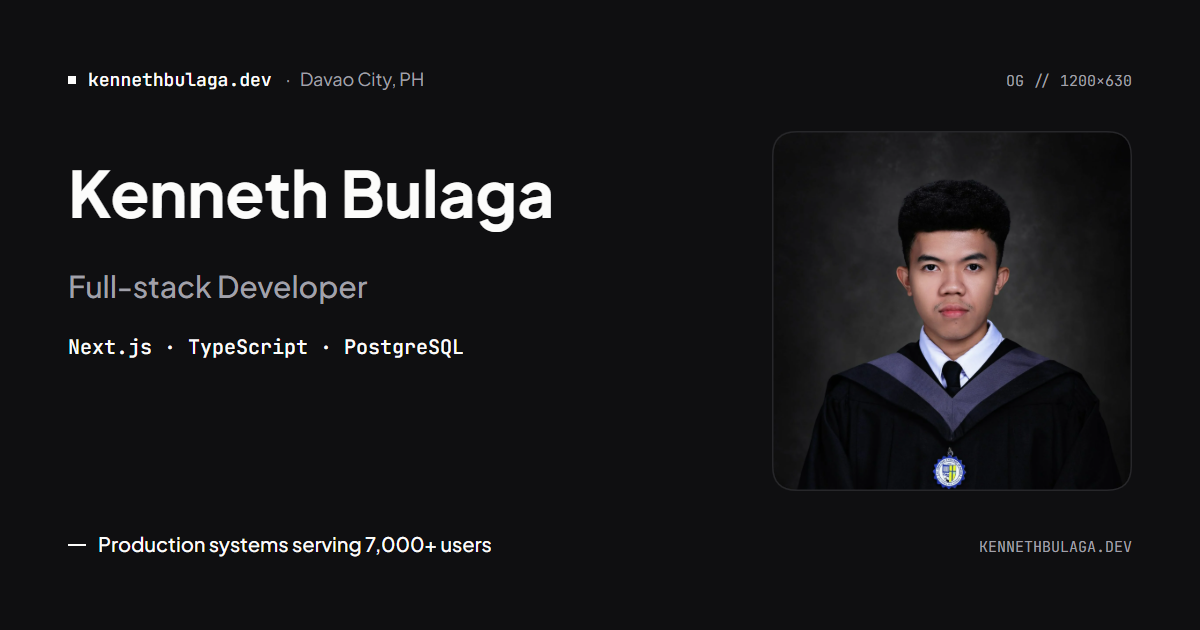 kennethbulaga.dev · Davao City, PH
OG // 1200×630
Kenneth Bulaga
Full-stack Developer
Next.js · TypeScript · PostgreSQL
— Production systems serving 7,000+ users
KENNETHBULAGA.DEV